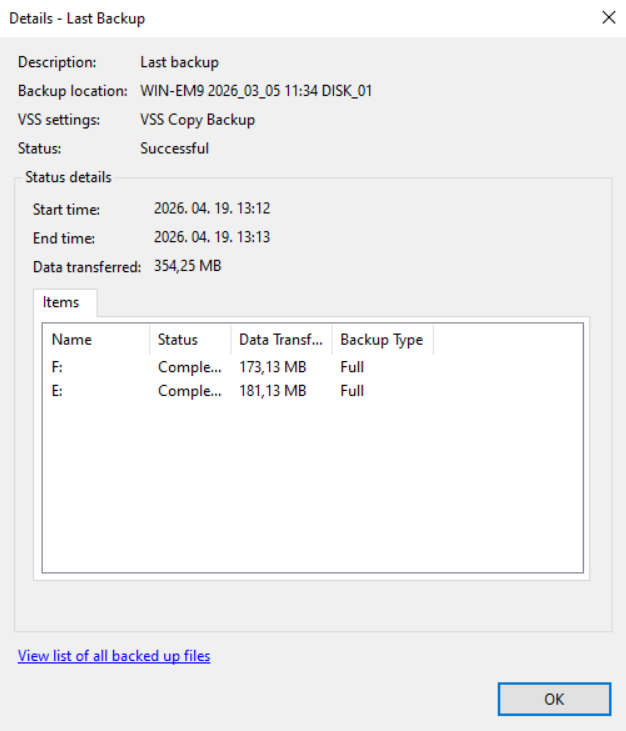 Details - Last Backup
Description: Last backup
Backup location: WIN-EM9 2026_03_05 11:34 DISK_01
VSS settings: VSS Copy Backup
Status: Successful
Status details
Start time: 2026. 04. 19. 13:12
End time: 2026. 04. 19. 13:13
Data transferred: 354,25 MB
Items
Name Status Data Transf... Backup Type
F: Comple... 173,13 MB Full
E: Comple... 181,13 MB Full
View list of all backed up files
OK